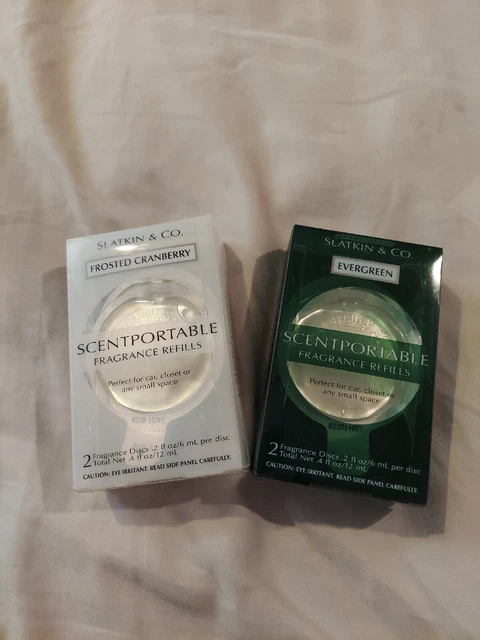 SLATKIN & CO.
FROSTED CRANBERRY
SCENTPORTABLE
FRAGRANCE REFILLS
Perfect for car, closet or
any small space
2 Fragrance Discs .2 fl oz/6 mL per disc
Total Net .4 fl oz/12 mL
CAUTION: EYE IRRITANT. READ SIDE PANEL CAREFULLY.
SLATKIN & CO.
EVERGREEN
SCENTPORTABLE
FRAGRANCE REFILLS
Perfect for car, closet or
any small space
2 Fragrance Discs .2 fl oz/6 mL per disc
Total Net .4 fl oz/12 mL
CAUTION: EYE IRRITANT. READ SIDE PANEL CAREFULLY.